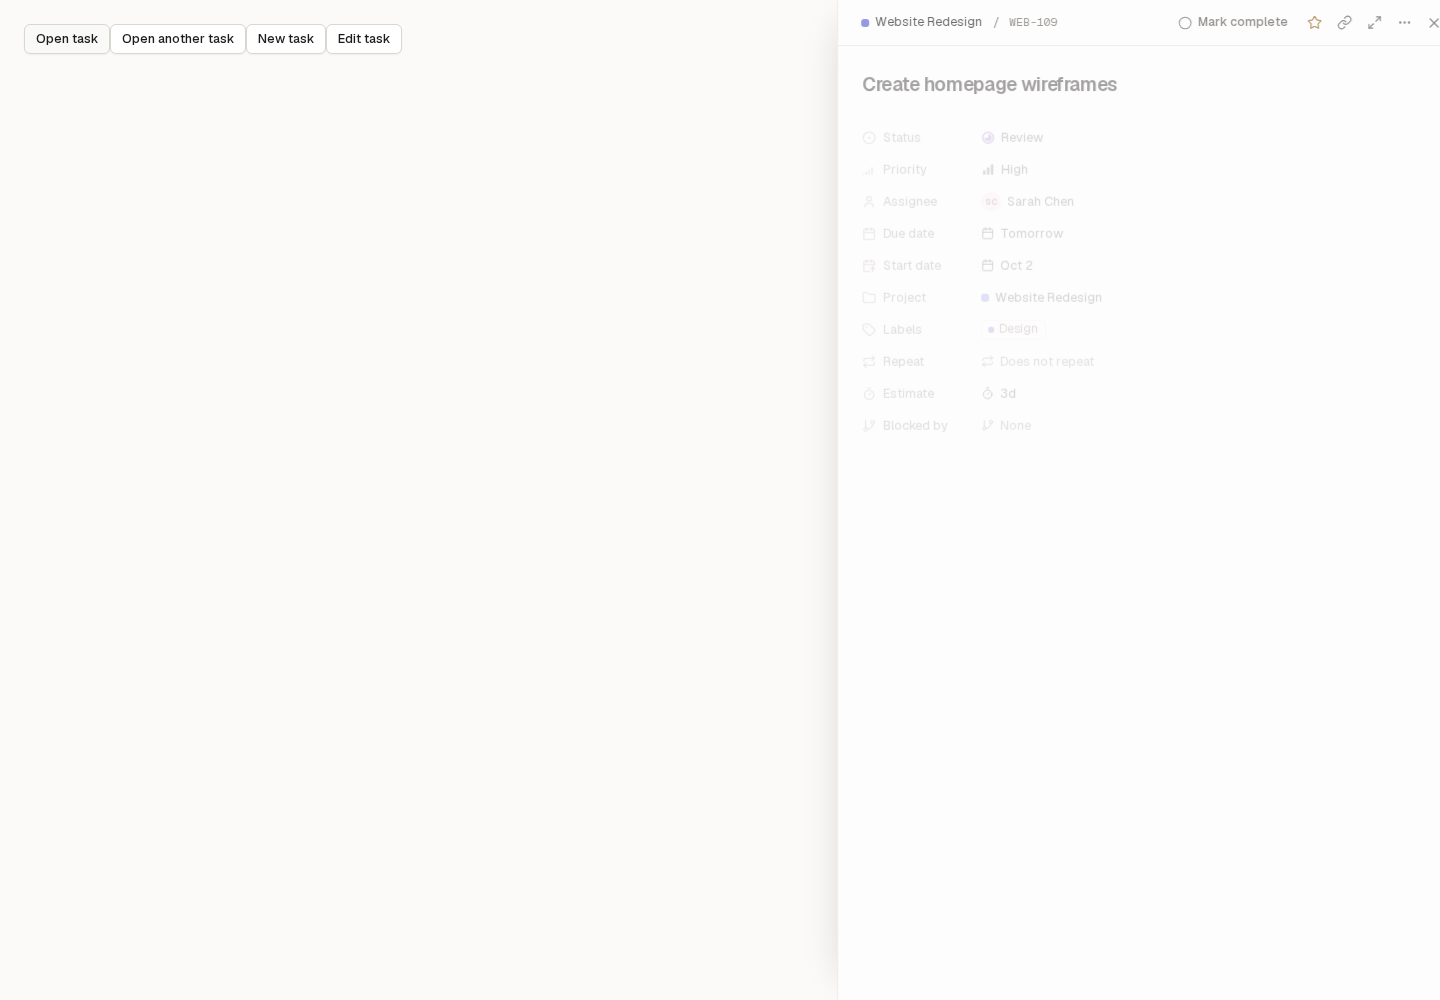 Open task Open another task New task Edit task
Website Redesign / WEB-109 Mark complete
Create homepage wireframes
Status Review
Priority High
Assignee SC Sarah Chen
Due date Tomorrow
Start date Oct 2
Project Website Redesign
Labels Design
Repeat Does not repeat
Estimate 3d
Blocked by None